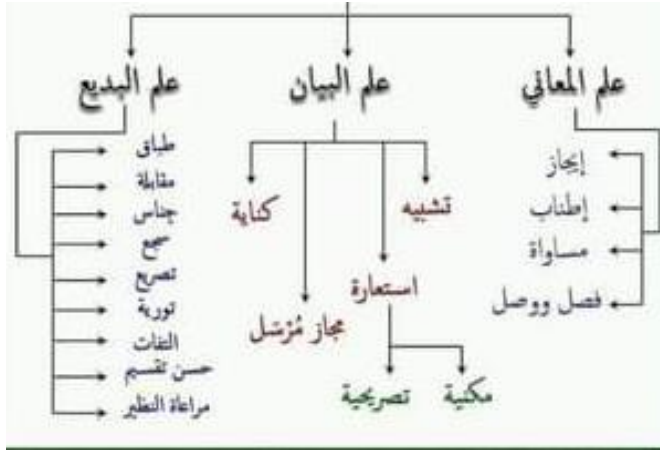 علم المعاني
إيجاز
إطناب
مساواة
فصل ووصل
علم البيان
تشبيه
استعارة
مكنية
تصريحية
مجاز مُرْسَل
كناية
علم البديع
طباق
مقابلة
جناس
سجع
تصريع
تورية
التفات
حسن تقسيم
مراعاة النظير